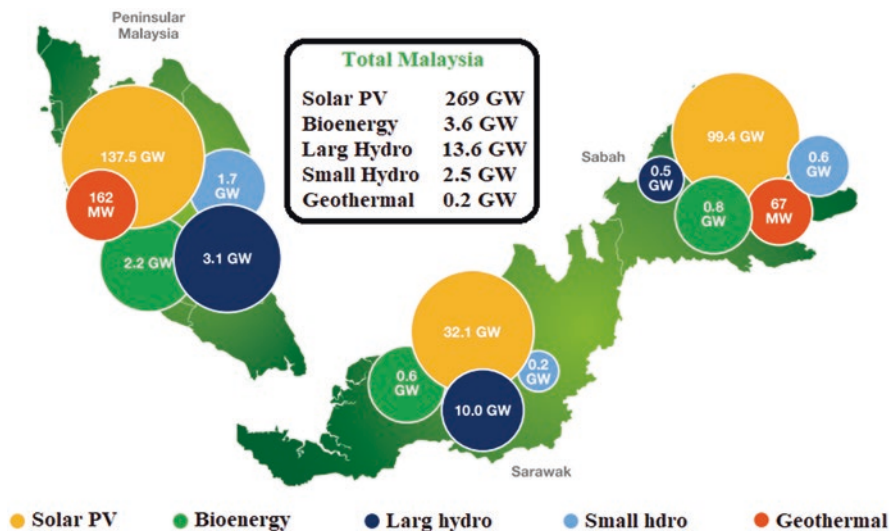 Peninsular
Malaysia
Total Malaysia
Solar PV 269 GW
Bioenergy 3.6 GW
Larg Hydro 13.6 GW
Small Hydro 2.5 GW
Geothermal 0.2 GW
137.5 GW
162
MW
1.7
GW
2.2 GW
3.1 GW
Sabah
99.4 GW
0.5
GW
0.6
GW
0.8
GW
67
MW
32.1 GW
0.6
GW
0.2
GW
10.0 GW
Sarawak
Solar PV Bioenergy Larg hydro Small hdro Geothermal